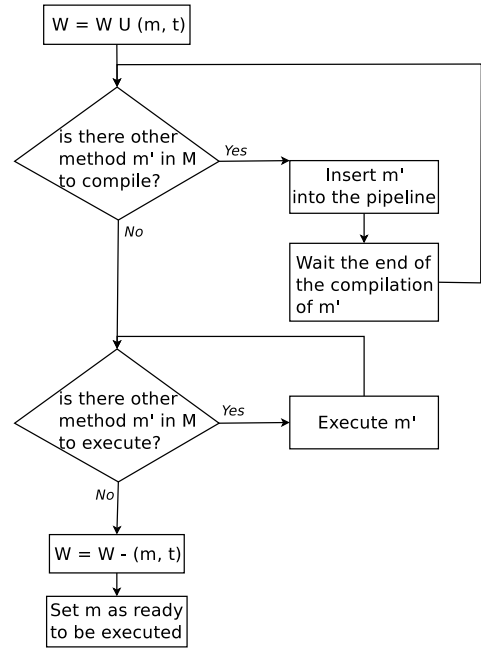 W = W U (m, t)
is there other
method m' in M
to compile?
Yes
Insert m'
into the pipeline
No
Wait the end of
the compilation
of m'
is there other
method m' in M
to execute?
Yes
Execute m'
No
W = W - (m, t)
Set m as ready
to be executed